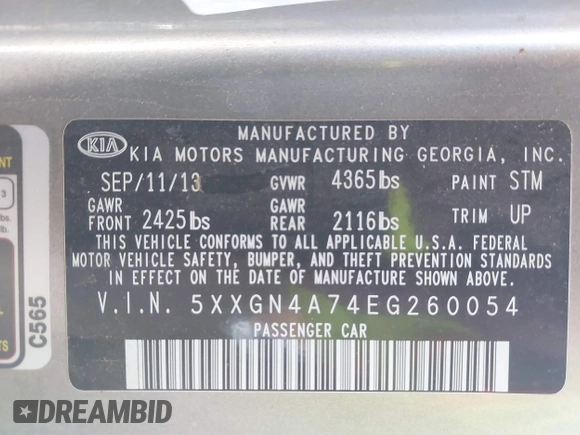 MANUFACTURED BY
KIA KIA MOTORS MANUFACTURING GEORGIA, INC.
SEP/11/13 GVWR 4365lbs PAINT STM
GAWR FRONT 2425lbs GAWR REAR 2116lbs TRIM UP
THIS VEHICLE CONFORMS TO ALL APPLICABLE U.S.A. FEDERAL
MOTOR VEHICLE SAFETY, BUMPER, AND THEFT PREVENTION STANDARDS
IN EFFECT ON THE DATE OF MANUFACTURE SHOWN ABOVE.
V.I.N. 5XXGN4A74EG260054
PASSENGER CAR
C565
DREAMBID